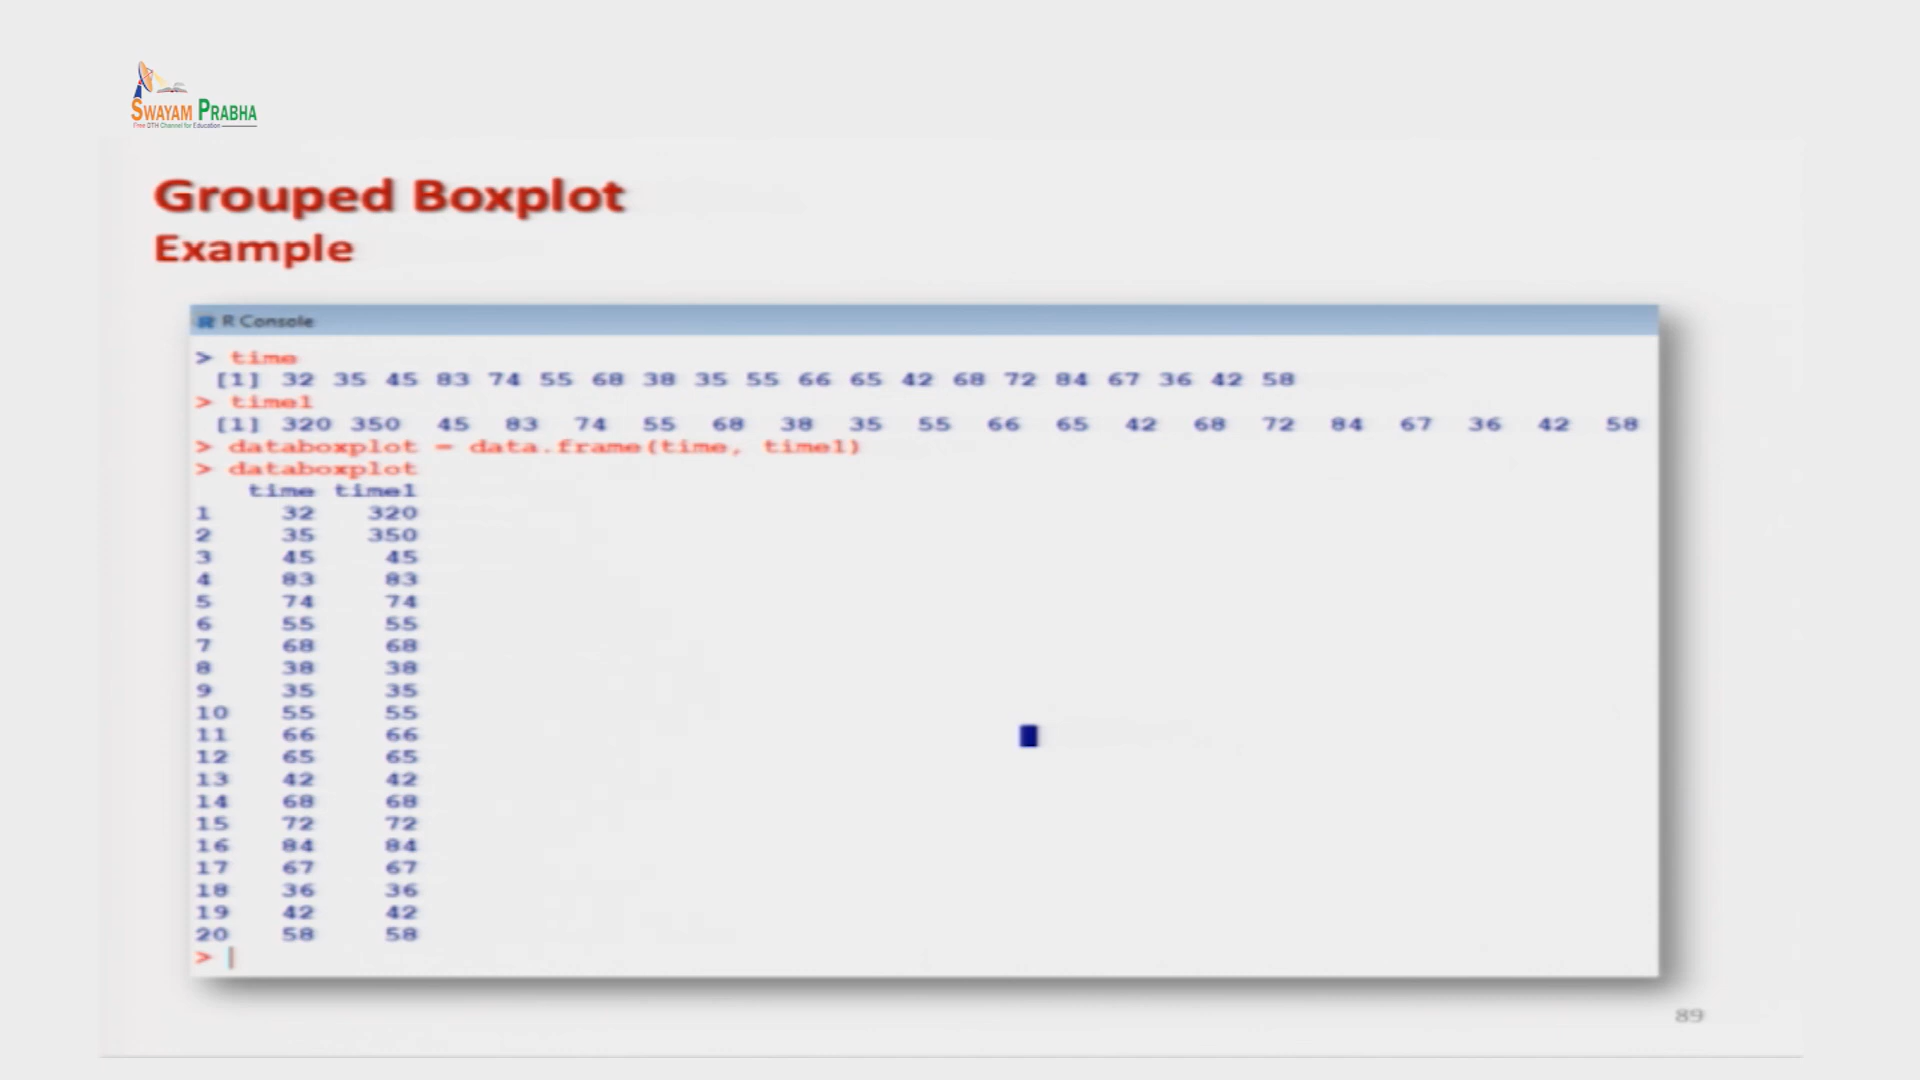 SWAYAM PRABHA
Free DTH Channel for Education
Grouped Boxplot
Example
R Console
> time
[1] 32 35 45 83 74 55 68 38 35 55 66 65 42 68 72 84 67 36 42 58
> time1
[1] 320 350 45 83 74 55 68 38 35 55 66 65 42 68 72 84 67 36 42 58
> databoxplot = data.frame(time, time1)
> databoxplot
time time1
1 32 320
2 35 350
3 45 45
4 83 83
5 74 74
6 55 55
7 68 68
8 38 38
9 35 35
10 55 55
11 66 66
12 65 65
13 42 42
14 68 68
15 72 72
16 84 84
17 67 67
18 36 36
19 42 42
20 58 58
>
89